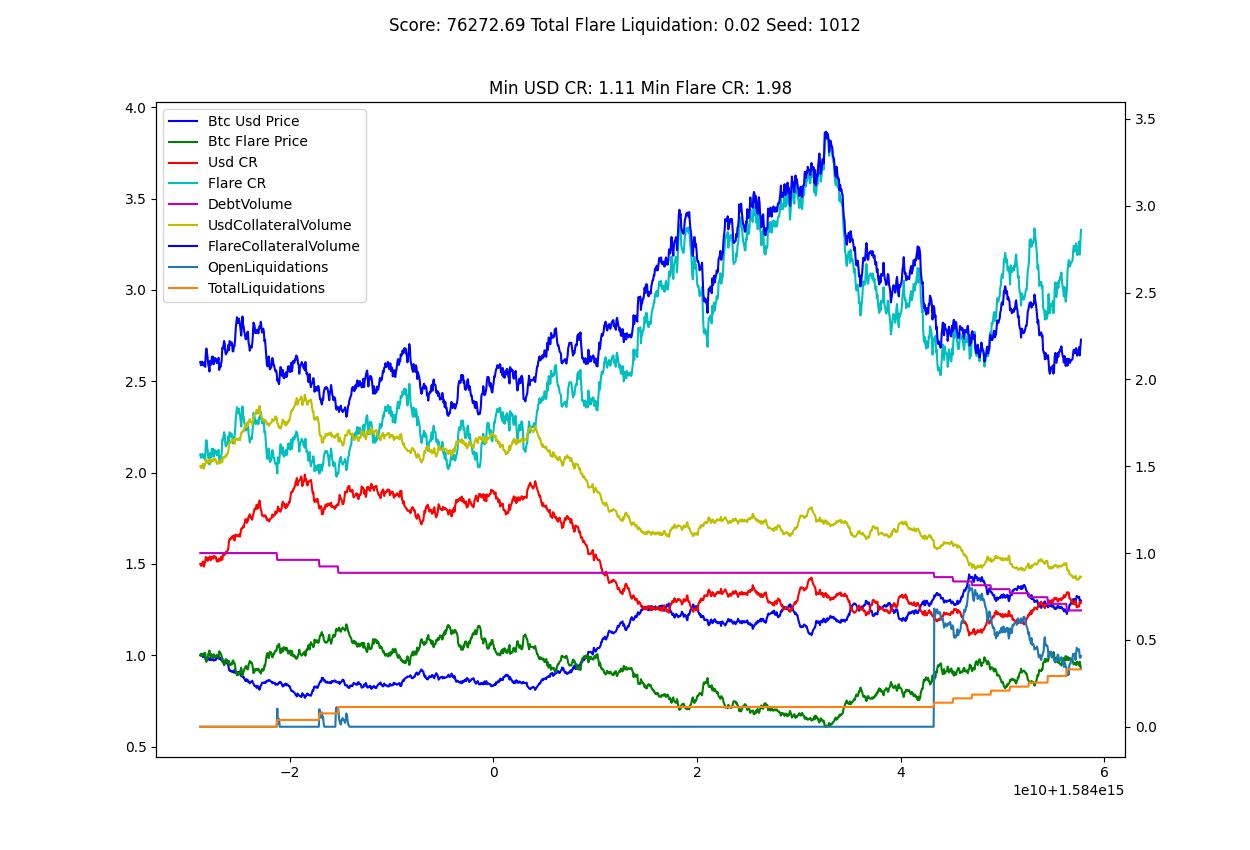 Score: 76272.69 Total Flare Liquidation: 0.02 Seed: 1012
Min USD CR: 1.11 Min Flare CR: 1.98
4.0
3.5
3.0
2.5
2.0
1.5
1.0
0.5
Btc Usd Price
Btc Flare Price
Usd CR
Flare CR
DebtVolume
UsdCollateralVolume
FlareCollateralVolume
OpenLiquidations
TotalLiquidations
3.5
3.0
2.5
2.0
1.5
1.0
0.5
0.0
−2 0 2 4 6
1e10+1.584e15